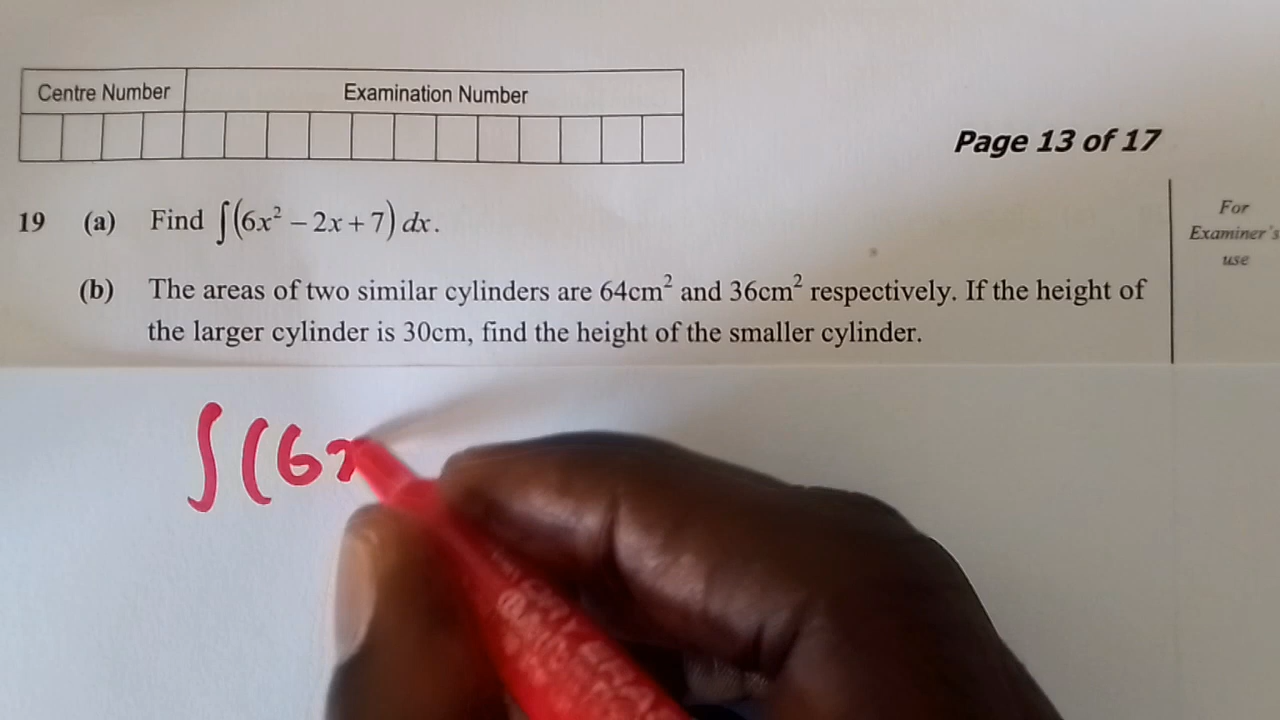 Centre Number Examination Number
Page 13 of 17
19 (a) Find ∫(6x² – 2x + 7) dx.
For
Examiner's
use
(b) The areas of two similar cylinders are 64cm² and 36cm² respectively. If the height of
the larger cylinder is 30cm, find the height of the smaller cylinder.
∫(6x